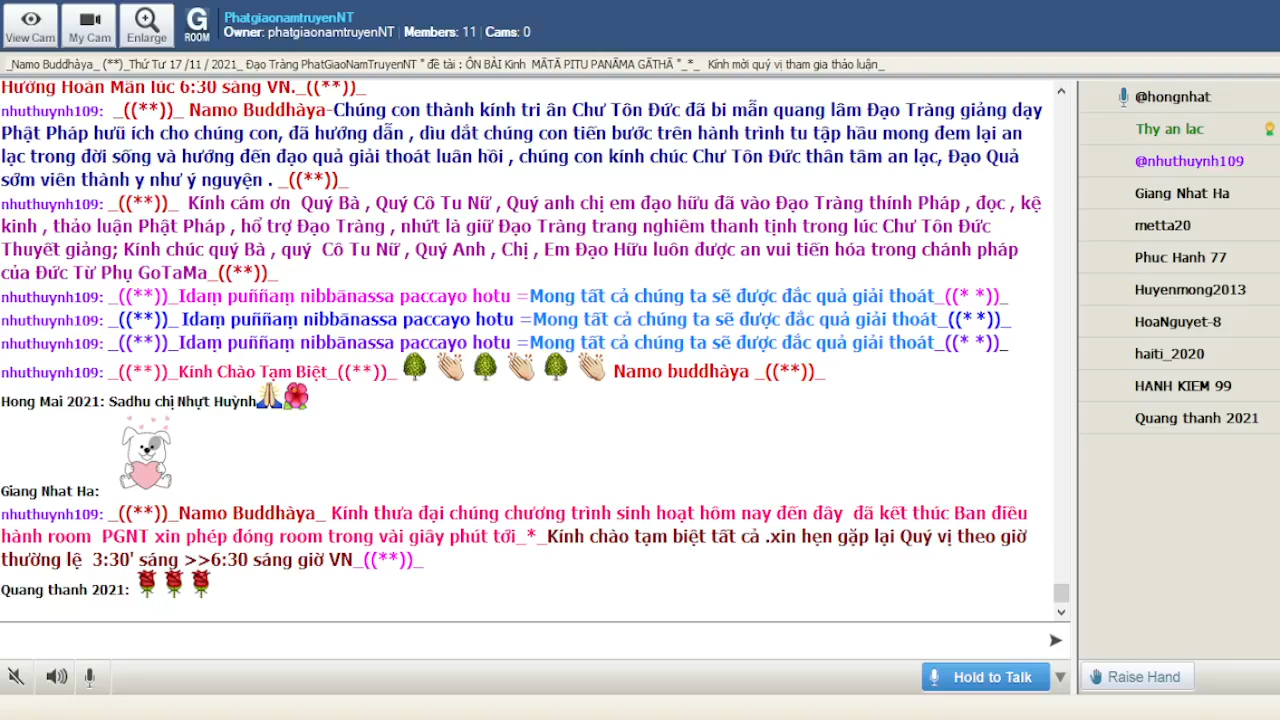 View Cam
My Cam
Enlarge
G
ROOM
PhatgiaonamtruyenNT
Owner: phatgiaonamtruyenNT | Members: 11 | Cams: 0
_Namo Buddhàya_ (**)_Thứ Tư 17 /11 / 2021_ Đạo Tràng PhatGiaoNamTruyenNT " đề tài : ÔN BÀI Kinh MĀTĀ PITU PANĀMA GĀTHĀ "_*_ Kính mời quý vị tham gia thảo luận_
Hướng Hoàn Mãn lúc 6:30 sáng VN._((**))_
nhuthuynh109: _((**))_ Namo Buddhàya-Chúng con thành kính tri ân Chư Tôn Đức đã bi mẫn quang lâm Đạo Tràng giảng dạy
Phật Pháp hưũ ích cho chúng con, đã hướng dẫn , dìu dắt chúng con tiến bước trên hành trình tu tập hầu mong đem lại an
lạc trong đời sống và hướng đến đạo quả giải thoát luân hồi , chúng con kính chúc Chư Tôn Đức thân tâm an lạc, Đạo Quả
sớm viên thành y như ý nguyện . _((**))_
nhuthuynh109: _((**))_ Kính cám ơn Quý Bà , Quý Cô Tu Nữ , Quý anh chị em đạo hữu đã vào Đạo Tràng thính Pháp , đọc , kệ
kinh , thảo luận Phật Pháp , hổ trợ Đạo Tràng , nhứt là giữ Đạo Tràng trang nghiêm thanh tịnh trong lúc Chư Tôn Đức
Thuyết giảng; Kính chúc quý Bà , quý Cô Tu Nữ , Quý Anh , Chị , Em Đạo Hữu luôn được an vui tiến hóa trong chánh pháp
của Đức Từ Phụ GoTaMa_((**))_
nhuthuynh109: _((**))_Idaṃ puññaṃ nibbānassa paccayo hotu =Mong tất cả chúng ta sẽ được đắc quả giải thoát_((* *))_
nhuthuynh109: _((**))_ Idaṃ puññaṃ nibbānassa paccayo hotu =Mong tất cả chúng ta sẽ được đắc quả giải thoát_((* *))_
nhuthuynh109: _((**))_Idaṃ puññaṃ nibbānassa paccayo hotu =Mong tất cả chúng ta sẽ được đắc quả giải thoát_((* *))_
nhuthuynh109: _((**))_Kính Chào Tạm Biệt_((**))_ Namo buddhàya _((**))_
Hong Mai 2021: Sadhu chị Nhựt Huỳnh
Giang Nhat Ha:
nhuthuynh109: _((**))_Namo Buddhàya_ Kính thưa đại chúng chương trình sinh hoạt hôm nay đến đây đã kết thúc Ban điều
hành room PGNT xin phép đóng room trong vài giây phút tới_*_Kính chào tạm biệt tất cả .xin hẹn gặp lại Quý vị theo giờ
thường lệ 3:30' sáng >>6:30 sáng giờ VN_((**))_
Quang thanh 2021:
@hongnhat
Thy an lac
@nhuthuynh109
Giang Nhat Ha
metta20
Phuc Hanh 77
Huyenmong2013
HoaNguyet-8
haiti_2020
HANH KIEM 99
Quang thanh 2021
Hold to Talk
Raise Hand